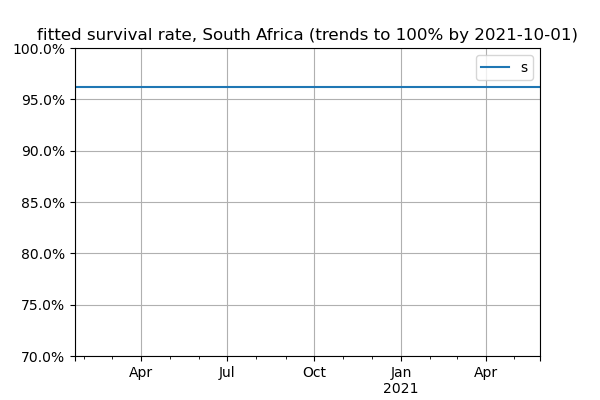 fitted survival rate, South Africa (trends to 100% by 2021-10-01)
100.0%
s
95.0%
90.0%
85.0%
80.0%
75.0%
70.0%
Apr Jul Oct Jan Apr
2021